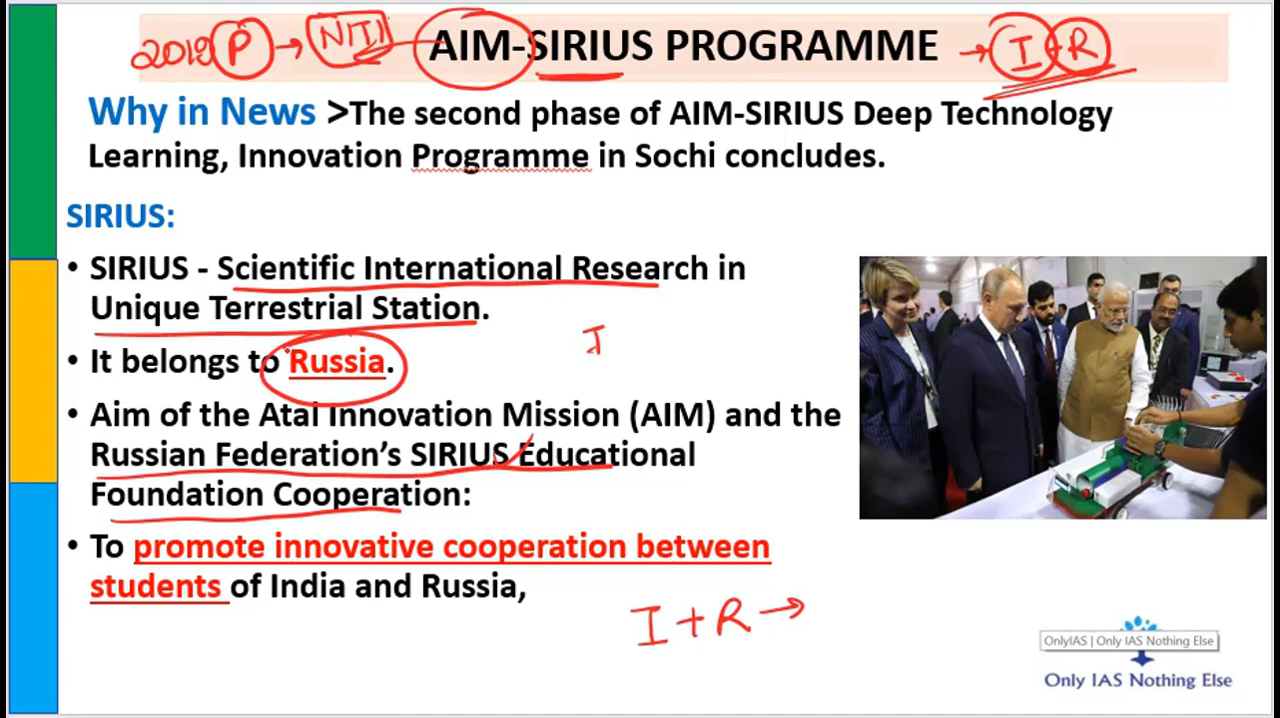 2018 P → NITI AIM-SIRIUS PROGRAMME → I + R
Why in News >The second phase of AIM-SIRIUS Deep Technology
Learning, Innovation Programme in Sochi concludes.
SIRIUS:
• SIRIUS - Scientific International Research in
Unique Terrestrial Station.
I
• It belongs to Russia.
• Aim of the Atal Innovation Mission (AIM) and the
Russian Federation's SIRIUS Educational
Foundation Cooperation:
• To promote innovative cooperation between
students of India and Russia,
I + R →
OnlyIAS | Only IAS Nothing Else
Only IAS Nothing Else